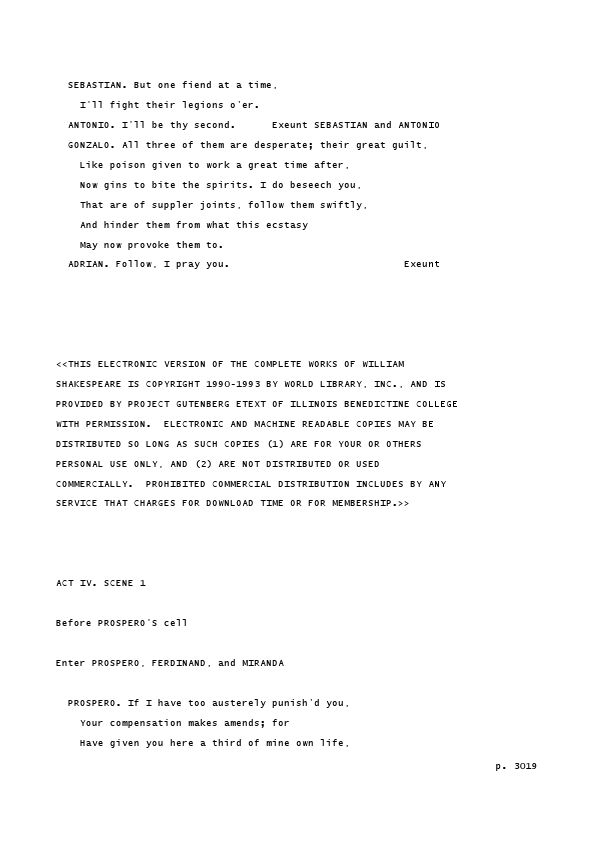 SEBASTIAN. But one fiend at a time,
I'll fight their legions o'er.
ANTONIO. I'll be thy second.      Exeunt SEBASTIAN and ANTONIO
GONZALO. All three of them are desperate; their great guilt,
Like poison given to work a great time after,
Now gins to bite the spirits. I do beseech you,
That are of suppler joints, follow them swiftly,
And hinder them from what this ecstasy
May now provoke them to.
ADRIAN. Follow, I pray you.                             Exeunt
<<THIS ELECTRONIC VERSION OF THE COMPLETE WORKS OF WILLIAM
SHAKESPEARE IS COPYRIGHT 1990-1993 BY WORLD LIBRARY, INC., AND IS
PROVIDED BY PROJECT GUTENBERG ETEXT OF ILLINOIS BENEDICTINE COLLEGE
WITH PERMISSION.  ELECTRONIC AND MACHINE READABLE COPIES MAY BE
DISTRIBUTED SO LONG AS SUCH COPIES (1) ARE FOR YOUR OR OTHERS
PERSONAL USE ONLY, AND (2) ARE NOT DISTRIBUTED OR USED
COMMERCIALLY.  PROHIBITED COMMERCIAL DISTRIBUTION INCLUDES BY ANY
SERVICE THAT CHARGES FOR DOWNLOAD TIME OR FOR MEMBERSHIP.>>
ACT IV. SCENE 1
Before PROSPERO'S cell
Enter PROSPERO, FERDINAND, and MIRANDA
PROSPERO. If I have too austerely punish'd you,
Your compensation makes amends; for
Have given you here a third of mine own life,
p. 3019